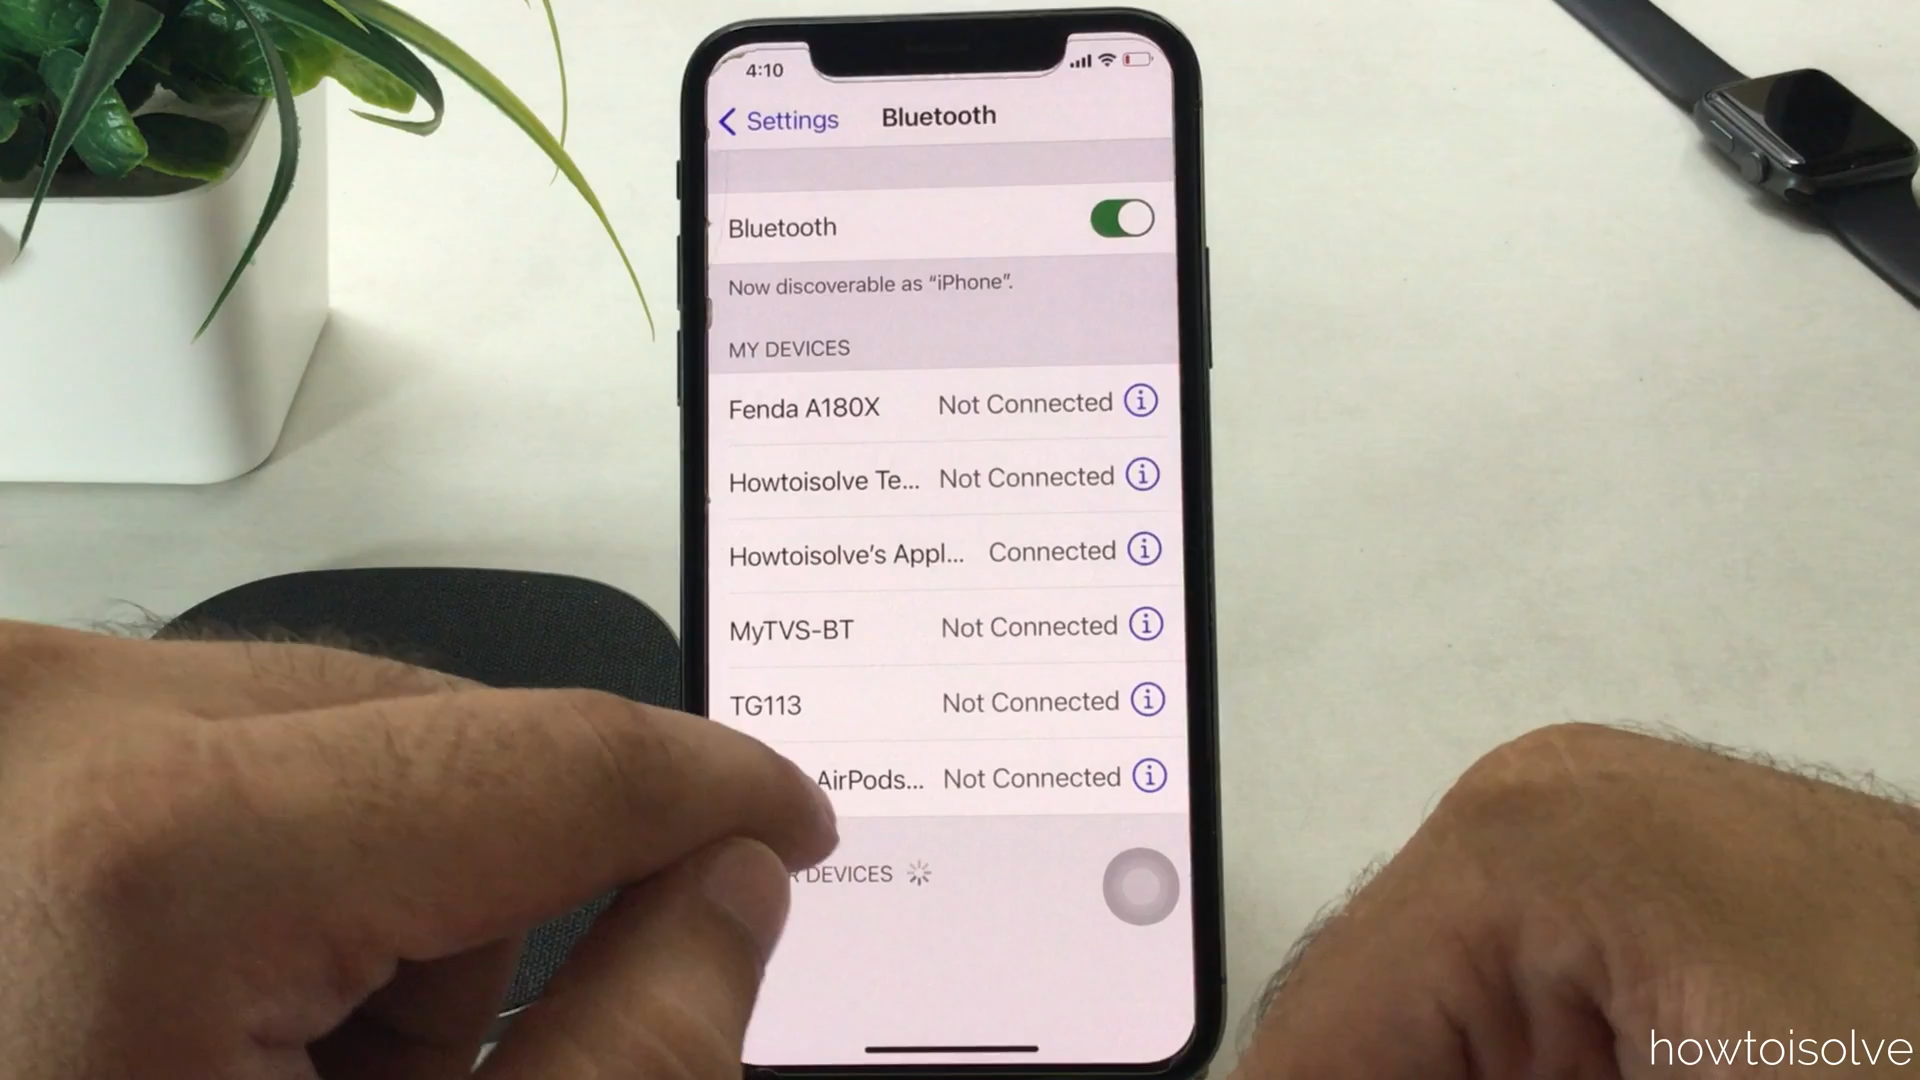 4:10
Settings Bluetooth
Bluetooth
Now discoverable as “iPhone”.
MY DEVICES
Fenda A180X Not Connected
Howtoisolve Te... Not Connected
Howtoisolve’s Appl... Connected
MyTVS-BT Not Connected
TG113 Not Connected
AirPods... Not Connected
DEVICES
howtoisolve